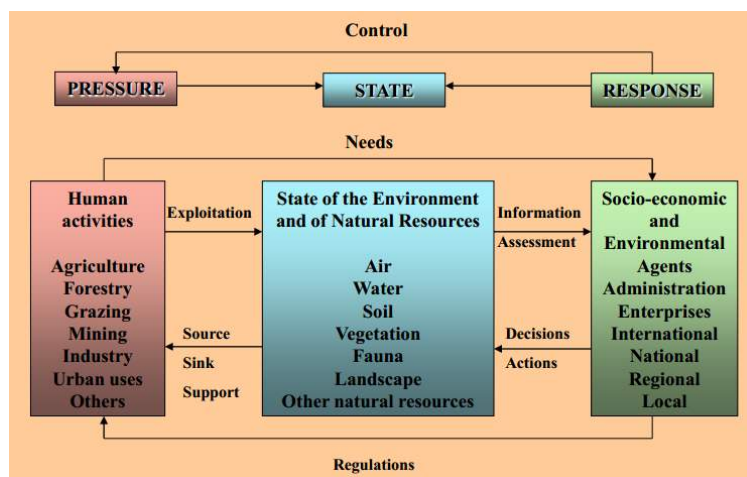 Control
PRESSURE
STATE
RESPONSE
Needs
Human
activities
Agriculture
Forestry
Grazing
Mining
Industry
Urban uses
Others
Exploitation
Source
Sink
Support
State of the Environment
and of Natural Resources
Air
Water
Soil
Vegetation
Fauna
Landscape
Other natural resources
Information
Assessment
Decisions
Actions
Socio-economic
and
Environmental
Agents
Administration
Enterprises
International
National
Regional
Local
Regulations